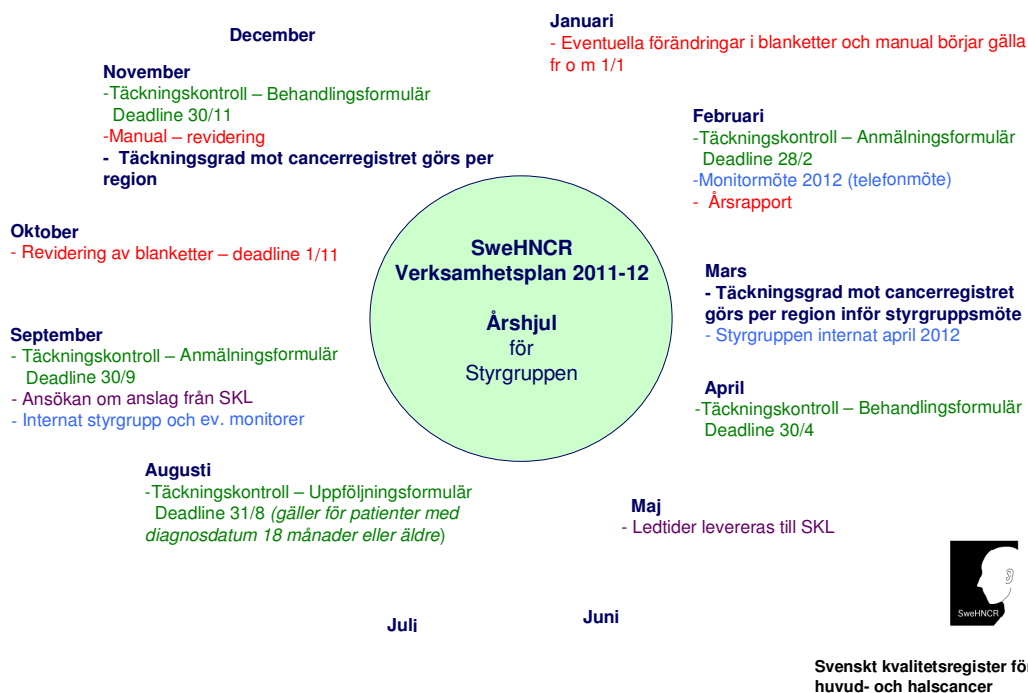 Januari
- Eventuella förändringar i blanketter och manual börjar gälla
fr o m 1/1
Februari
-Täckningskontroll – Anmälningsformulär
Deadline 28/2
-Monitormöte 2012 (telefonmöte)
- Årsrapport
Mars
- Täckningsgrad mot cancerregistret
görs per region inför styrgruppsmöte
- Styrgruppen internat april 2012
April
-Täckningskontroll – Behandlingsformulär
Deadline 30/4
Maj
- Ledtider levereras till SKL
Juni
Juli
Augusti
-Täckningskontroll – Uppföljningsformulär
Deadline 31/8 (gäller för patienter med
diagnosdatum 18 månader eller äldre)
September
- Täckningskontroll – Anmälningsformulär
Deadline 30/9
- Ansökan om anslag från SKL
- Internat styrgrupp och ev. monitorer
Oktober
- Revidering av blanketter – deadline 1/11
November
-Täckningskontroll – Behandlingsformulär
Deadline 30/11
-Manual – revidering
- Täckningsgrad mot cancerregistret görs per
region
December
SweHNCR
Verksamhetsplan 2011-12
Årshjul
för
Styrgruppen
SweHNCR
Svenskt kvalitetsregister för
huvud- och halscancer